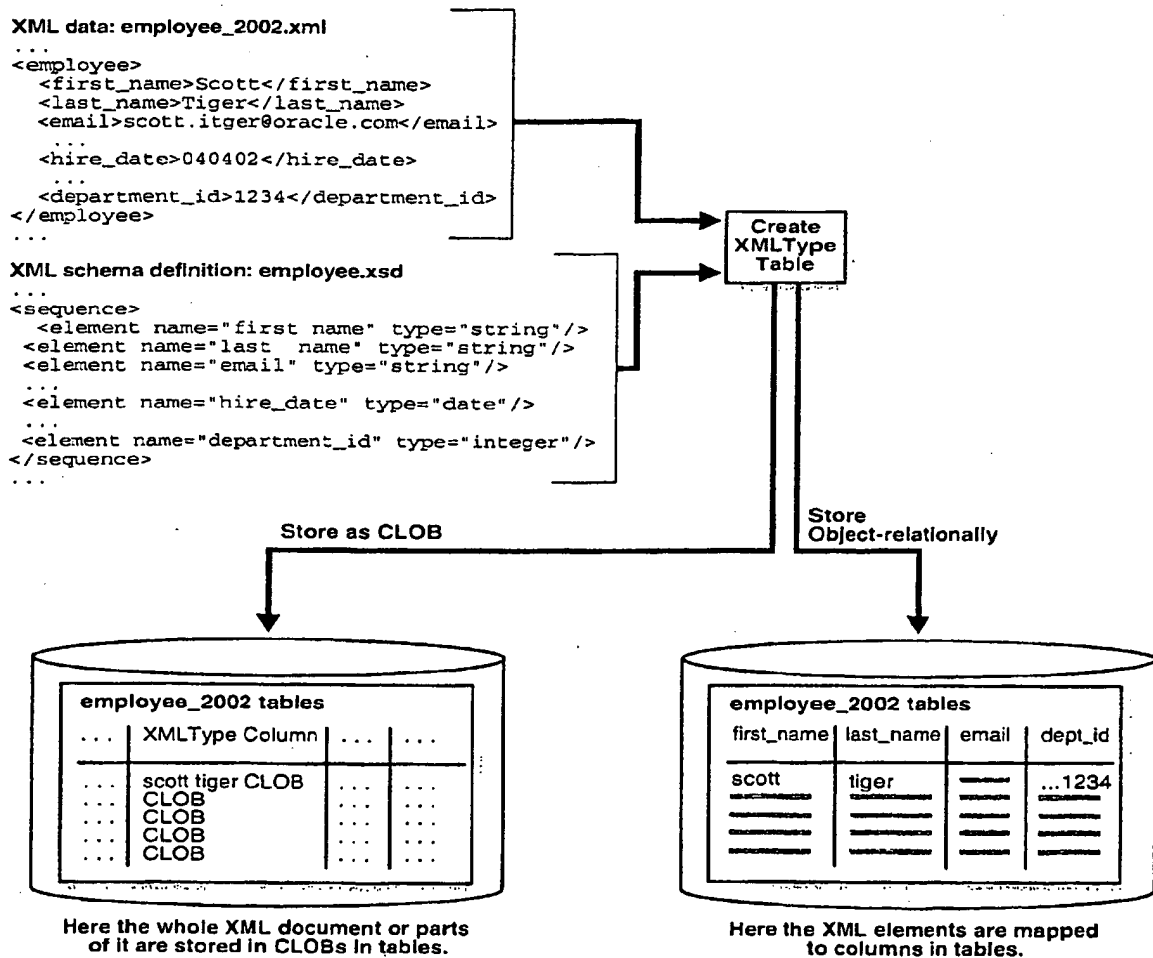 XML data: employee_2002.xml
...
<employee>
<first_name>Scott</first_name>
<last_name>Tiger</last_name>
<email>scott.itger@oracle.com</email>
...
<hire_date>040402</hire_date>
...
<department_id>1234</department_id>
</employee>
...
XML schema definition: employee.xsd
...
<sequence>
<element name="first name" type="string"/>
<element name="last name" type="string"/>
<element name="email" type="string"/>
...
<element name="hire_date" type="date"/>
...
<element name="department_id" type="integer"/>
</sequence>
...
Create
XMLType
Table
Store as CLOB
Store
Object-relationally
employee_2002 tables
... XMLType Column ... ...
... scott tiger CLOB ... ...
... CLOB ... ...
... CLOB ... ...
... CLOB ... ...
... CLOB ... ...
Here the whole XML document or parts
of it are stored in CLOBs in tables.
employee_2002 tables
first_name last_name email dept_id
scott tiger ...1234
Here the XML elements are mapped
to columns in tables.